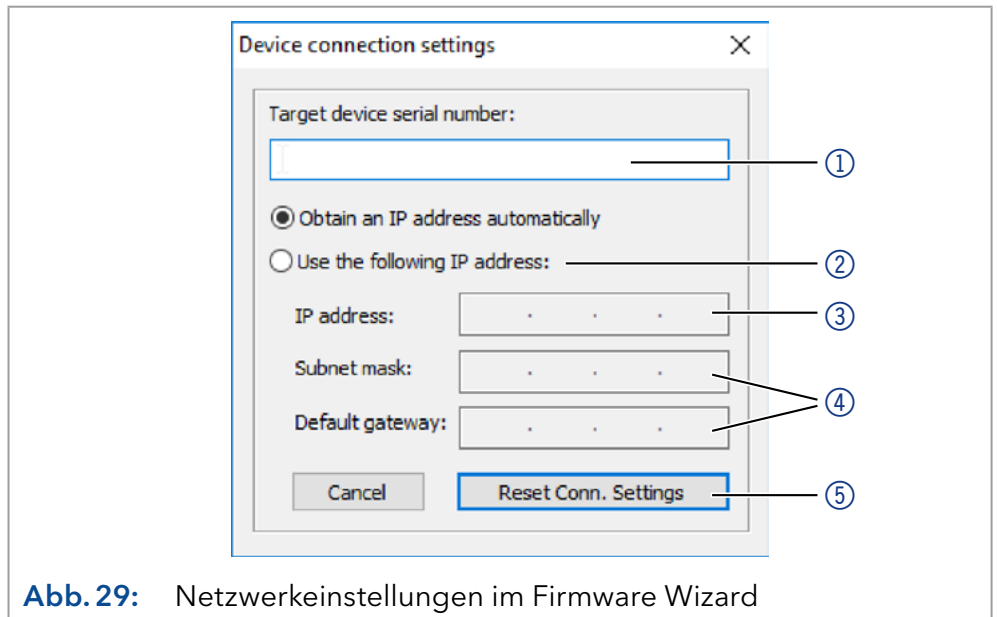 Device connection settings
Target device serial number:
①
Obtain an IP address automatically
Use the following IP address: ②
IP address: . . . ③
Subnet mask: . . .
④
Default gateway: . . .
Cancel Reset Conn. Settings ⑤
Abb. 29: Netzwerkeinstellungen im Firmware Wizard